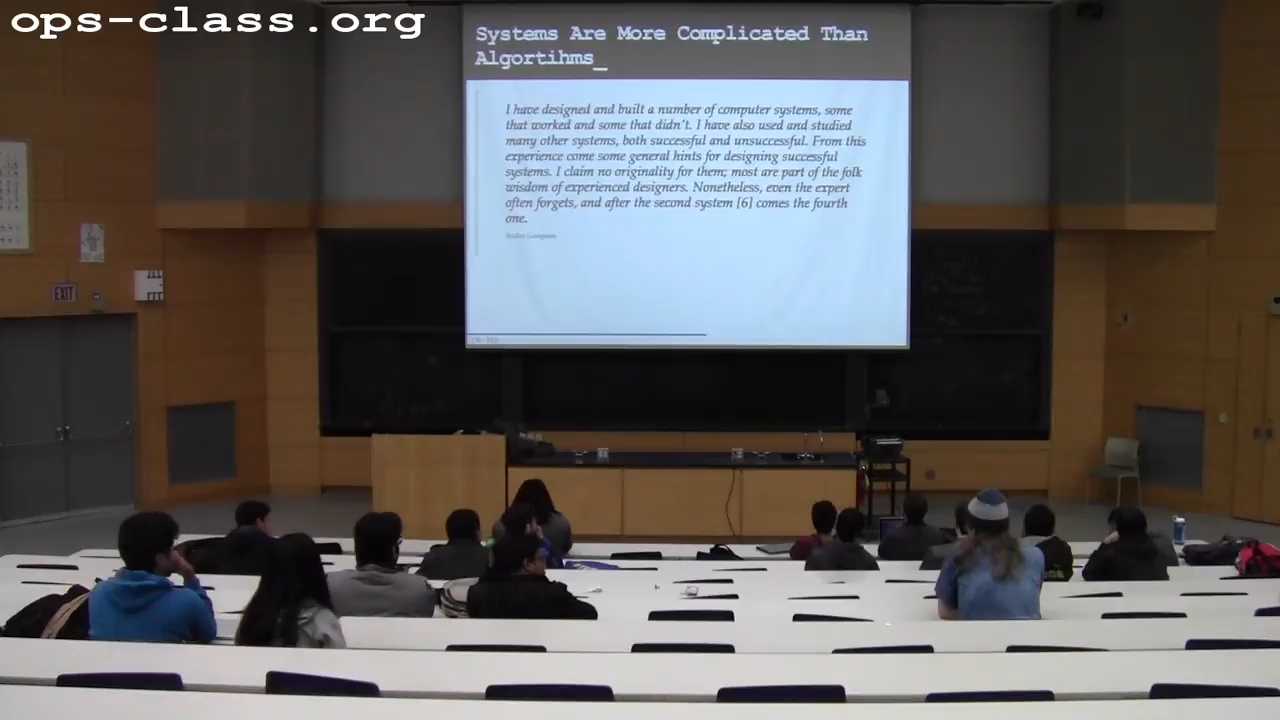 ops-class.org
Systems Are More Complicated Than
Algortihms_
I have designed and built a number of computer systems, some
that worked and some that didn't. I have also used and studied
many other systems, both successful and unsuccessful. From this
experience come some general hints for designing successful
systems. I claim no originality for them; most are part of the folk
wisdom of experienced designers. Nonetheless, even the expert
often forgets, and after the second system [6] comes the fourth
one.
EXIT